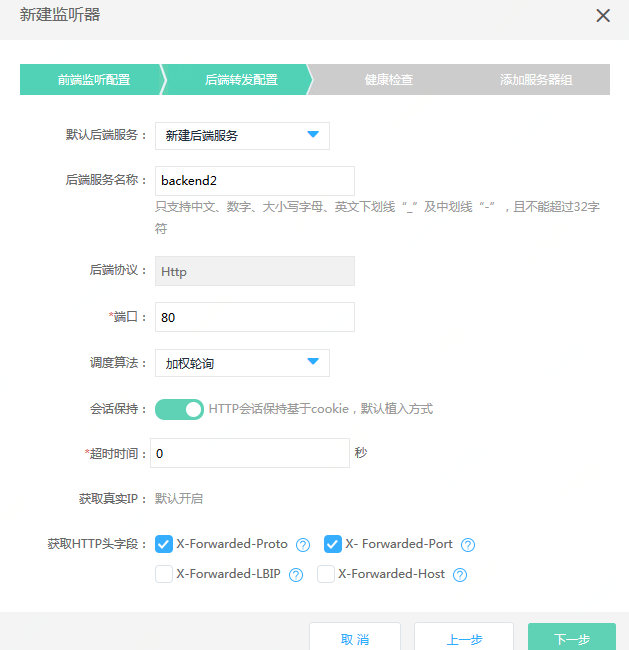 新建监听器
前端监听配置 后端转发配置 健康检查 添加服务器组
默认后端服务： 新建后端服务
后端服务名称： backend2
只支持中文、数字、大小写字母、英文下划线“_”及中划线“-”，且不能超过32字
符
后端协议： Http
*端口： 80
调度算法： 加权轮询
会话保持： HTTP会话保持基于cookie，默认植入方式
*超时时间： 0 秒
获取真实IP： 默认开启
获取HTTP头字段： X-Forwarded-Proto ? X- Forwarded-Port ?
X-Forwarded-LBIP ? X-Forwarded-Host ?
取 消 上一步 下一步